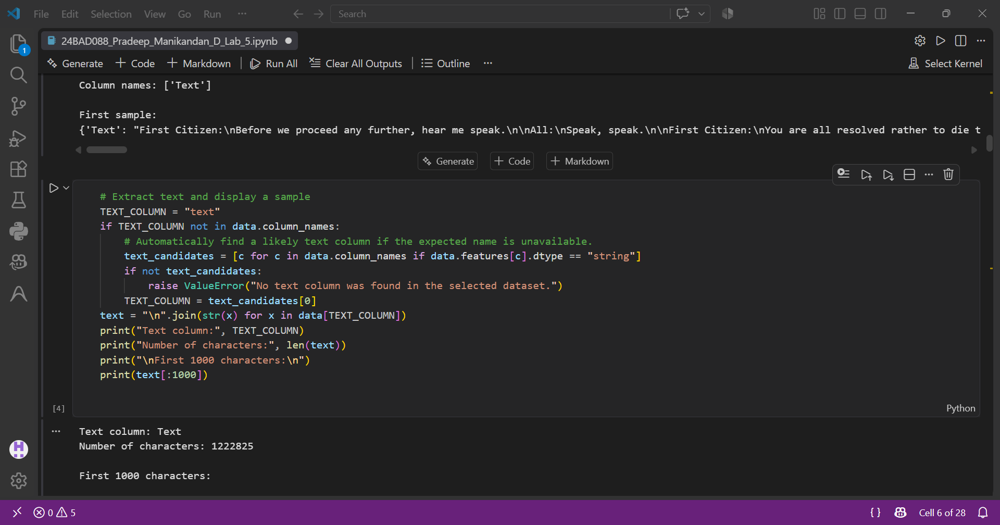 File Edit Selection View Go Run ··· Search
1
24BAD088_Pradeep_Manikandan_D_Lab_5.ipynb
Generate + Code + Markdown Run All Clear All Outputs Outline ··· Select Kernel
Column names: ['Text']
First sample:
{'Text': "First Citizen:\nBefore we proceed any further, hear me speak.\n\nAll:\nSpeak, speak.\n\nFirst Citizen:\nYou are all resolved rather to die t
Generate + Code + Markdown
# Extract text and display a sample
TEXT_COLUMN = "text"
if TEXT_COLUMN not in data.column_names:
    # Automatically find a likely text column if the expected name is unavailable.
    text_candidates = [c for c in data.column_names if data.features[c].dtype == "string"]
    if not text_candidates:
        raise ValueError("No text column was found in the selected dataset.")
    TEXT_COLUMN = text_candidates[0]
text = "\n".join(str(x) for x in data[TEXT_COLUMN])
print("Text column:", TEXT_COLUMN)
print("Number of characters:", len(text))
print("\nFirst 1000 characters:\n")
print(text[:1000])
[4] Python
Text column: Text
Number of characters: 1222825
First 1000 characters:
0 5 { } Cell 6 of 28